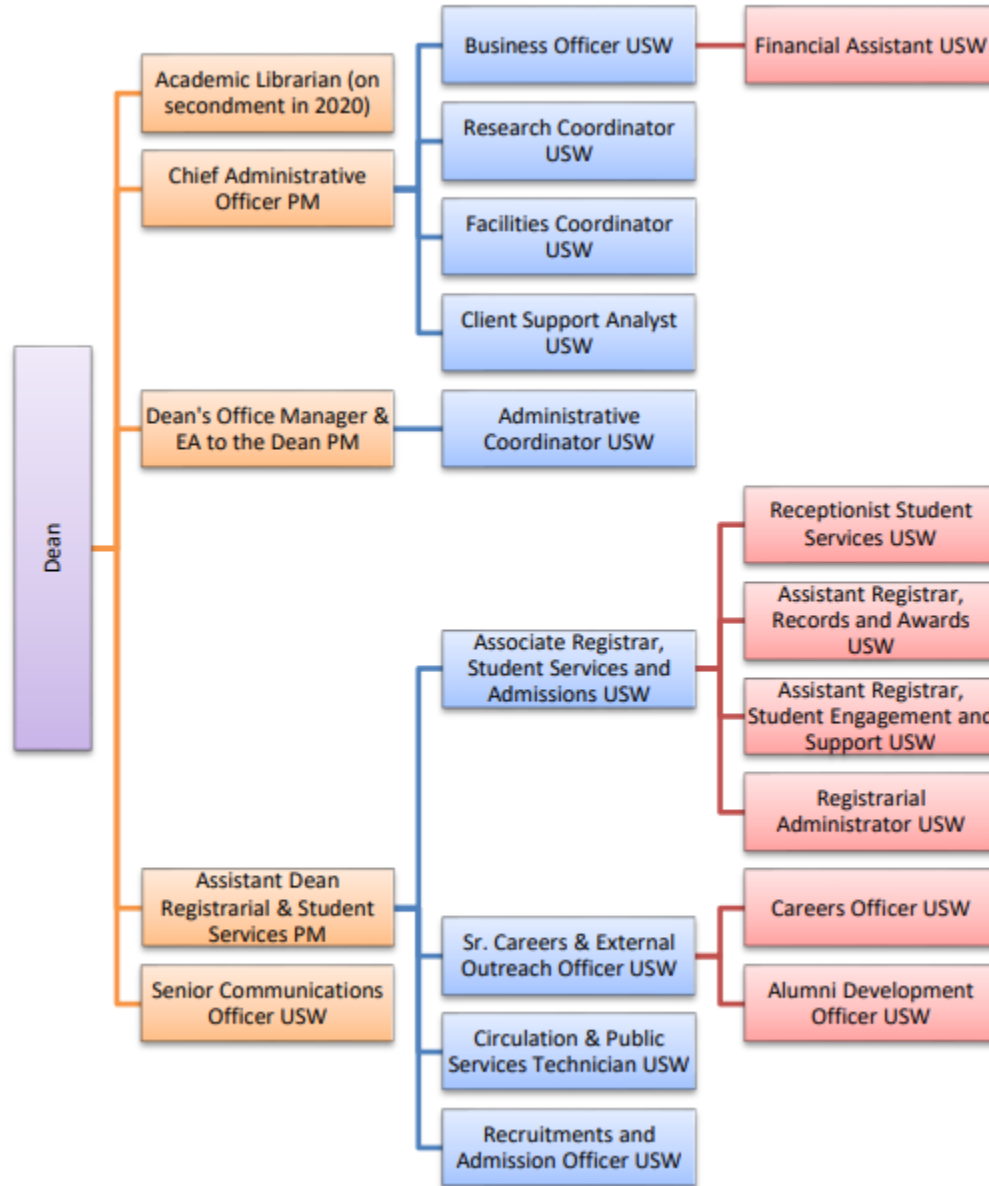 Dean
Academic Librarian (on
secondment in 2020)
Chief Administrative
Officer PM
Business Officer USW
Financial Assistant USW
Research Coordinator
USW
Facilities Coordinator
USW
Client Support Analyst
USW
Dean's Office Manager &
EA to the Dean PM
Administrative
Coordinator USW
Assistant Dean
Registrarial & Student
Services PM
Associate Registrar,
Student Services and
Admissions USW
Receptionist Student
Services USW
Assistant Registrar,
Records and Awards
USW
Assistant Registrar,
Student Engagement and
Support USW
Registrarial
Administrator USW
Sr. Careers & External
Outreach Officer USW
Careers Officer USW
Alumni Development
Officer USW
Circulation & Public
Services Technician USW
Recruitments and
Admission Officer USW
Senior Communications
Officer USW